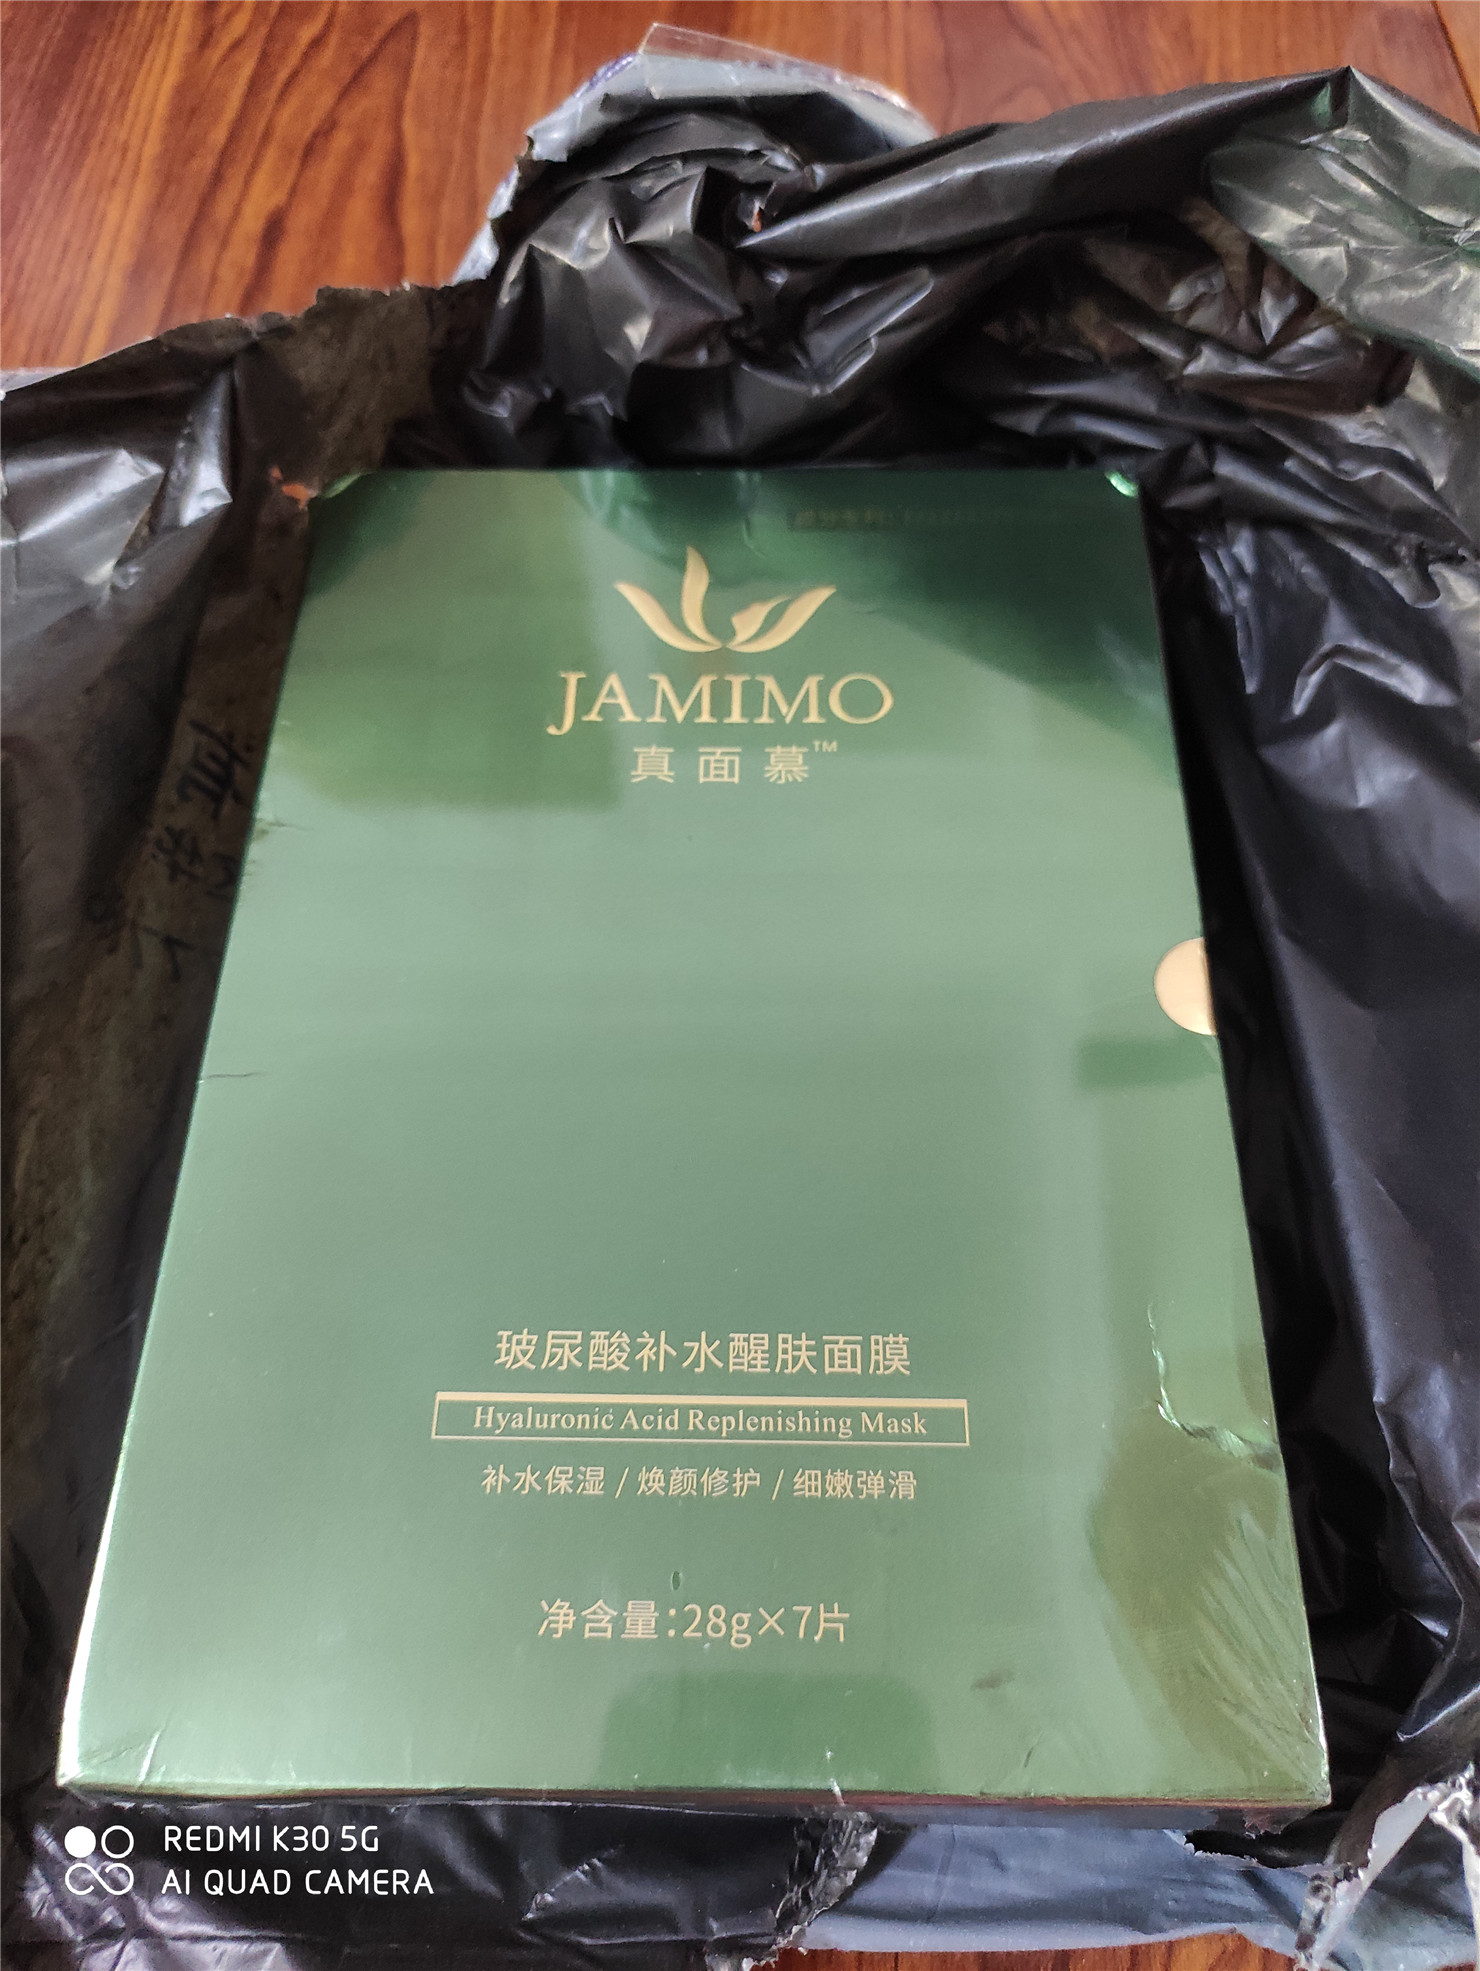 JAMIMO
真面慕™
玻尿酸补水醒肤面膜
Hyaluronic Acid Replenishing Mask
补水保湿 / 焕颜修护 / 细嫩弹滑
净含量:28g×7片
REDMI K30 5G
AI QUAD CAMERA